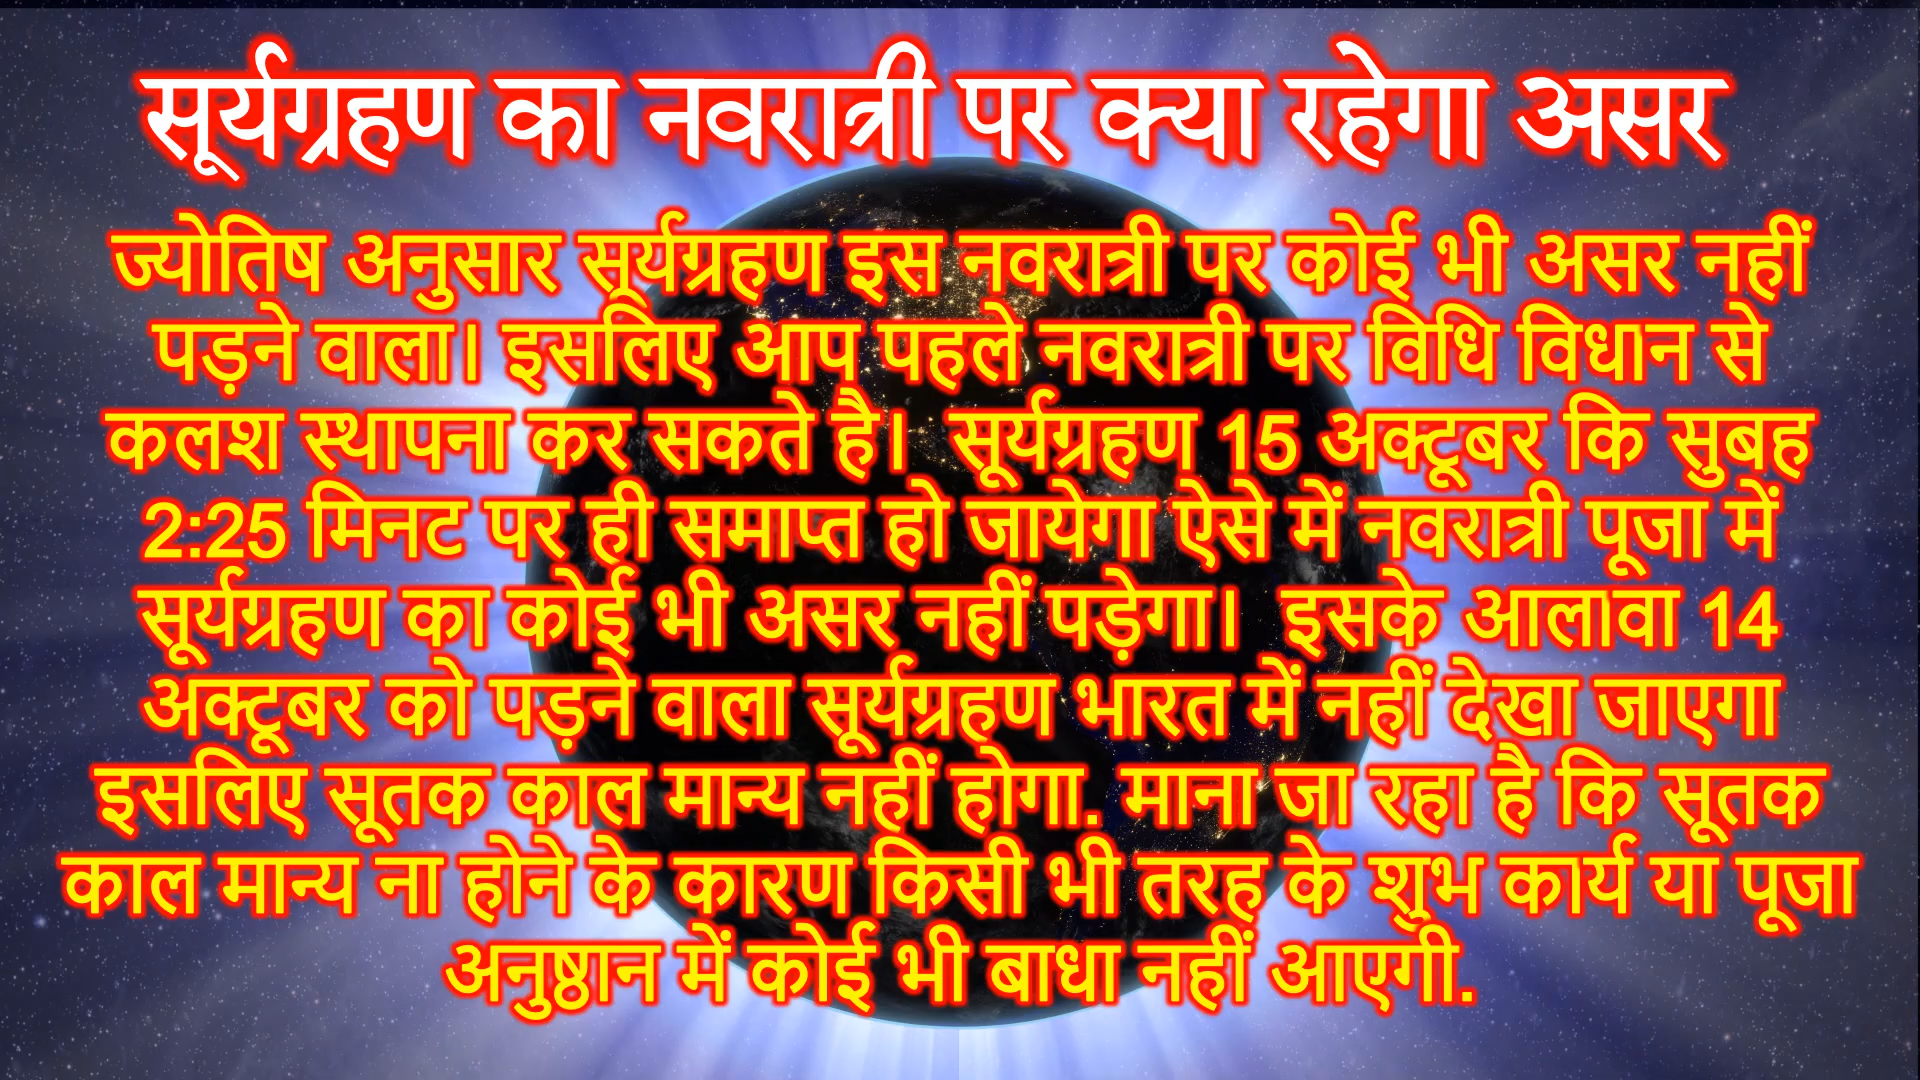 सूर्यग्रहण का नवरात्री पर क्या रहेगा असर
ज्योतिष अनुसार सूर्यग्रहण इस नवरात्री पर कोई भी असर नहीं
पड़ने वाला। इसलिए आप पहले नवरात्री पर विधि विधान से
कलश स्थापना कर सकते है। सूर्यग्रहण 15 अक्टूबर कि सुबह
2:25 मिनट पर ही समाप्त हो जायेगा ऐसे में नवरात्री पूजा में
सूर्यग्रहण का कोई भी असर नहीं पड़ेगा। इसके आलावा 14
अक्टूबर को पड़ने वाला सूर्यग्रहण भारत में नहीं देखा जाएगा
इसलिए सूतक काल मान्य नहीं होगा. माना जा रहा है कि सूतक
काल मान्य ना होने के कारण किसी भी तरह के शुभ कार्य या पूजा
अनुष्ठान में कोई भी बाधा नहीं आएगी.